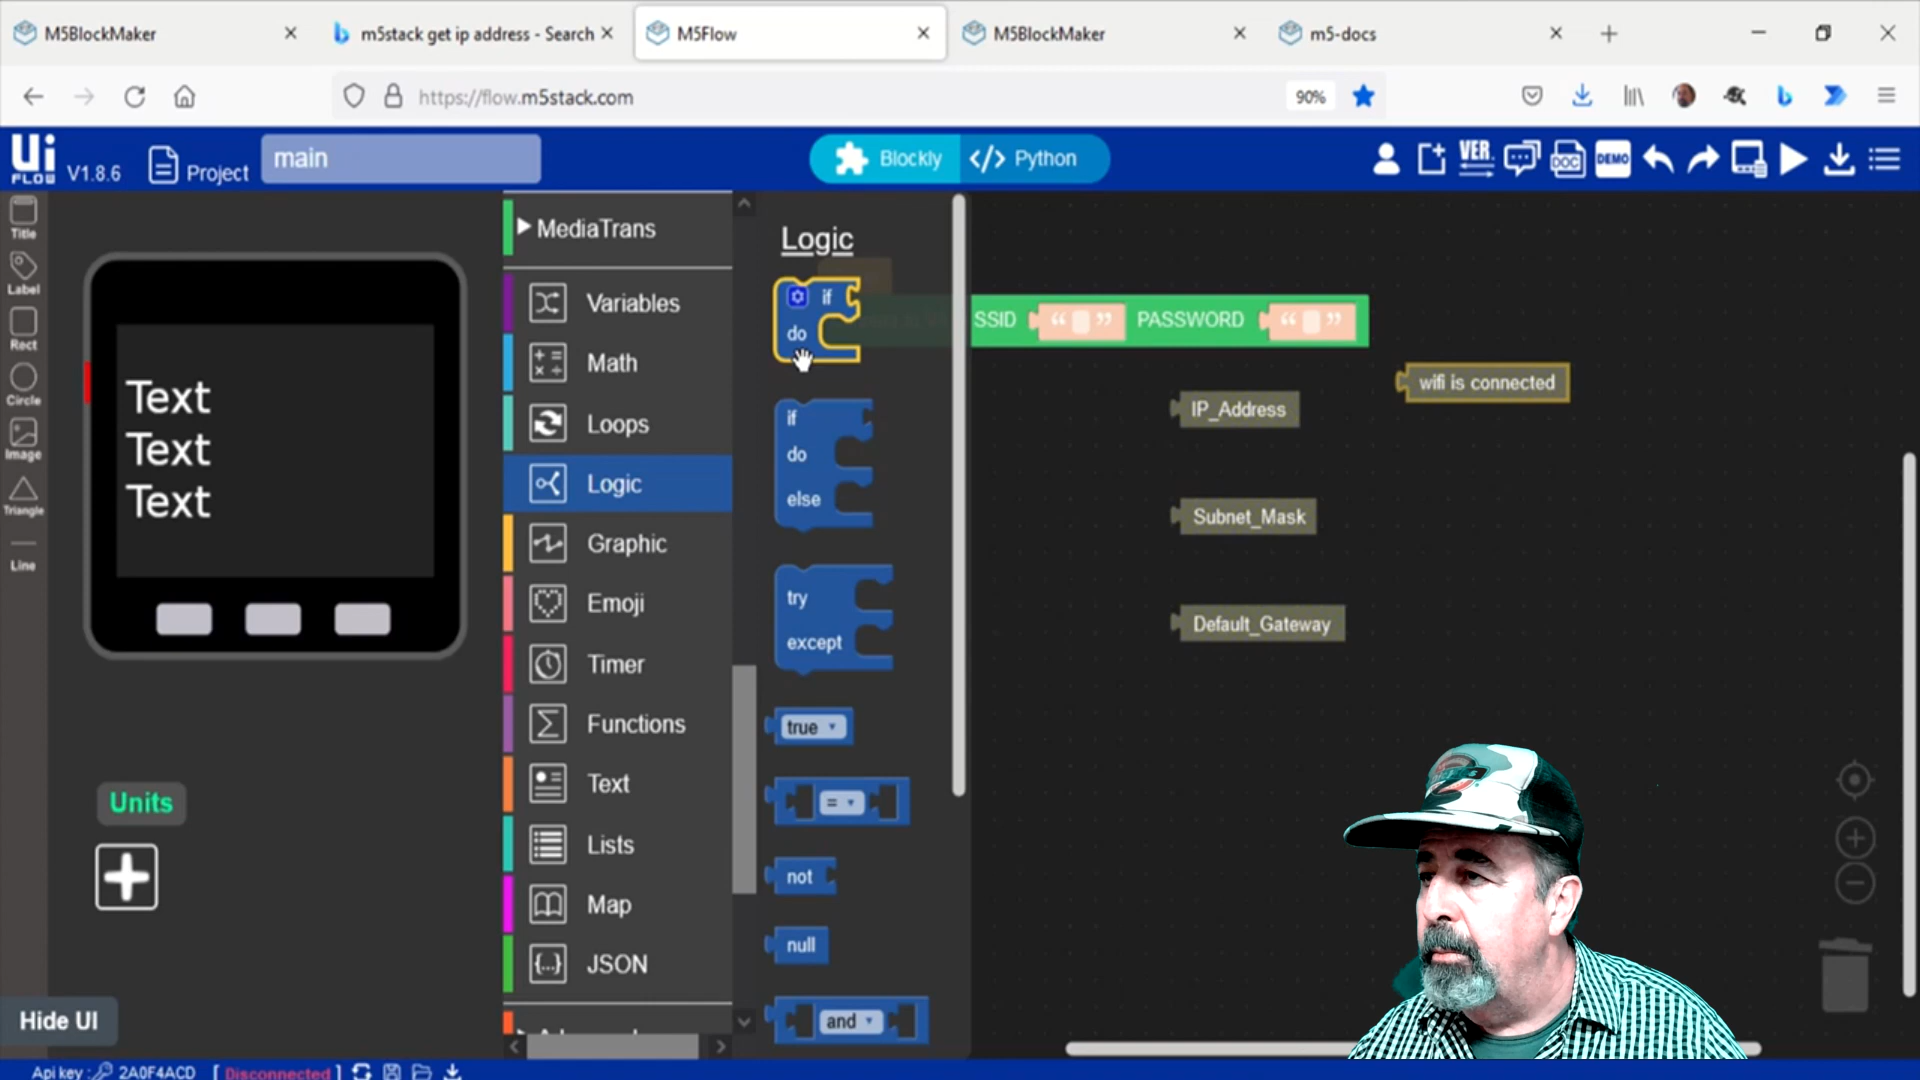 M5BlockMaker
m5stack get ip address - Search
M5Flow
M5BlockMaker
m5-docs
https://flow.m5stack.com
90%
Ui
FLOW
V1.8.6
Project
main
Blockly
</> Python
VER.
DOC
DEMO
Title
Label
Rect
Circle
Image
Triangle
Line
Text
Text
Text
Units
Hide UI
MediaTrans
Variables
Math
Loops
Logic
Graphic
Emoji
Timer
Functions
Text
Lists
Map
JSON
Logic
if
do
if
do
else
try
except
true
=
not
null
and
SSID “ ” PASSWORD “ ”
wifi is connected
IP_Address
Subnet_Mask
Default_Gateway
Api key : 2A0F4ACD [ Disconnected ]